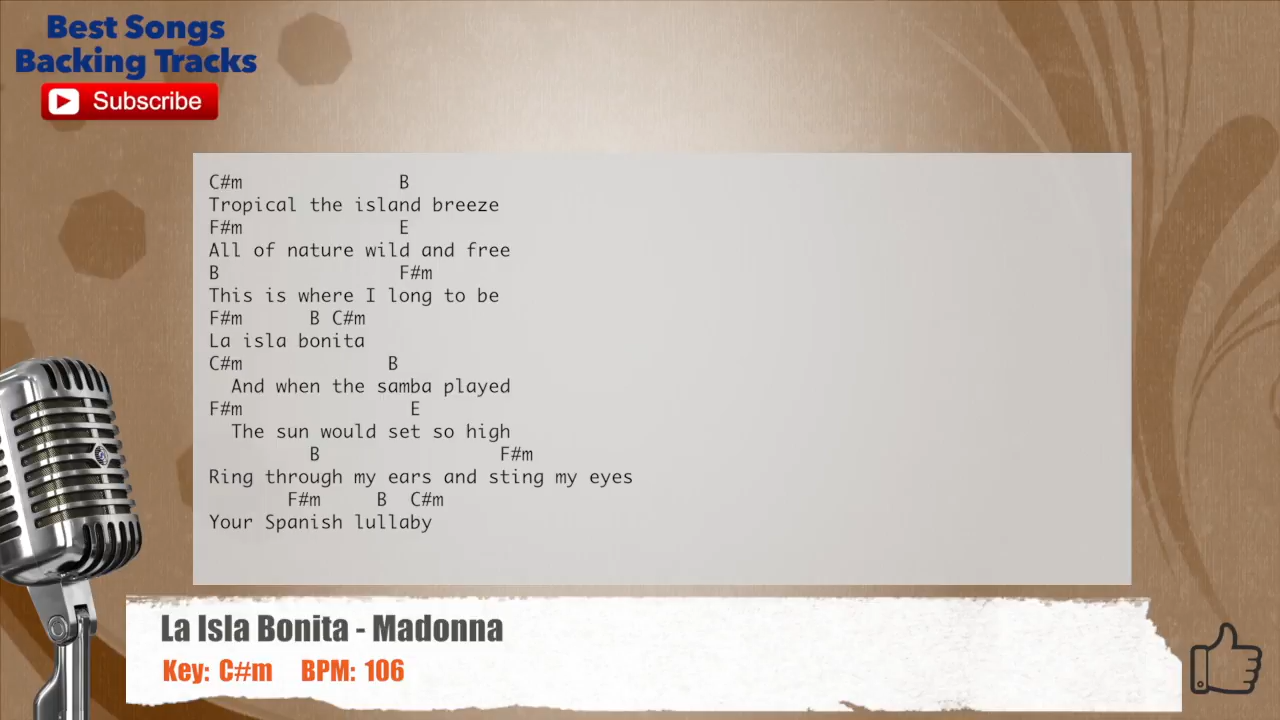 Best Songs
Backing Tracks
Subscribe
C#m              B
Tropical the island breeze
F#m              E
All of nature wild and free
B                F#m
This is where I long to be
F#m      B C#m
La isla bonita
C#m             B
  And when the samba played
F#m               E
  The sun would set so high
         B                F#m
Ring through my ears and sting my eyes
       F#m     B  C#m
Your Spanish lullaby
La Isla Bonita - Madonna
Key: C#m    BPM: 106